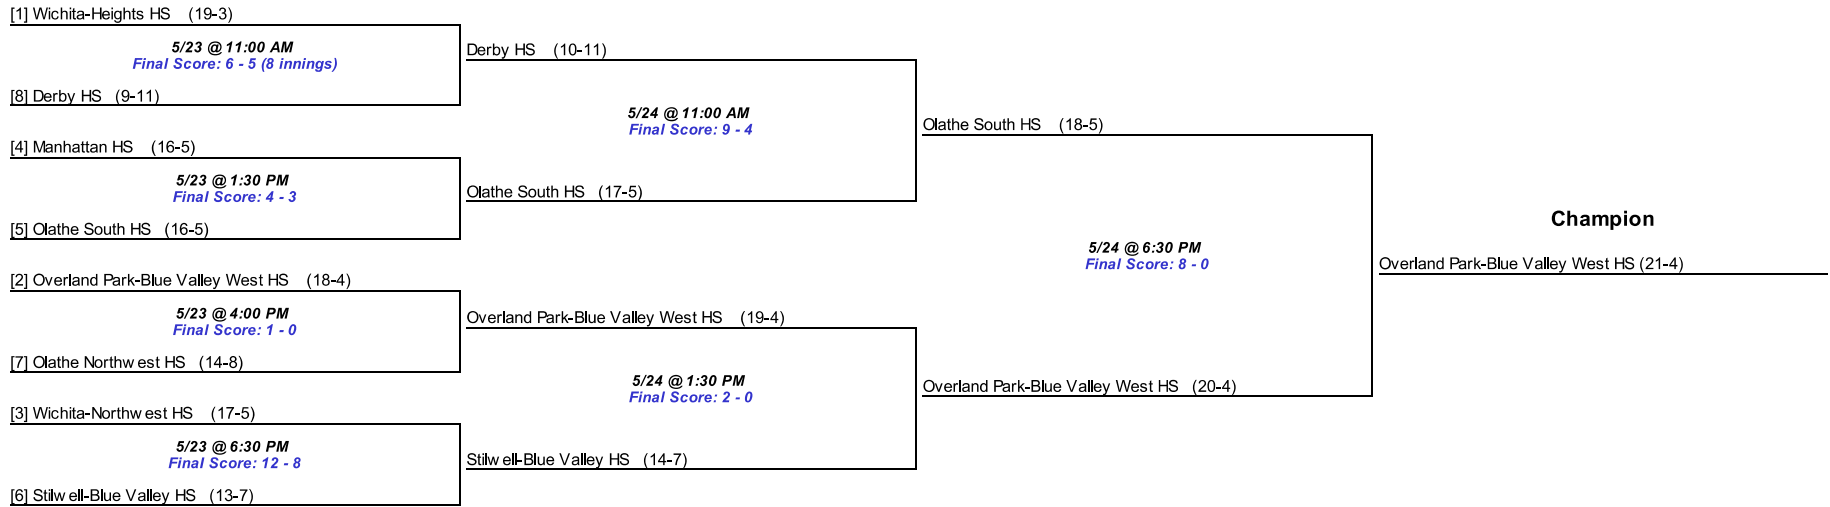 [1] Wichita-Heights HS (19-3)
5/23 @ 11:00 AM
Final Score: 6 - 5 (8 innings)
[8] Derby HS (9-11)
[4] Manhattan HS (16-5)
5/23 @ 1:30 PM
Final Score: 4 - 3
[5] Olathe South HS (16-5)
[2] Overland Park-Blue Valley West HS (18-4)
5/23 @ 4:00 PM
Final Score: 1 - 0
[7] Olathe Northwest HS (14-8)
[3] Wichita-Northwest HS (17-5)
5/23 @ 6:30 PM
Final Score: 12 - 8
[6] Stilwell-Blue Valley HS (13-7)
Derby HS (10-11)
5/24 @ 11:00 AM
Final Score: 9 - 4
Olathe South HS (17-5)
Overland Park-Blue Valley West HS (19-4)
5/24 @ 1:30 PM
Final Score: 2 - 0
Stilwell-Blue Valley HS (14-7)
Olathe South HS (18-5)
5/24 @ 6:30 PM
Final Score: 8 - 0
Overland Park-Blue Valley West HS (20-4)
Champion
Overland Park-Blue Valley West HS (21-4)